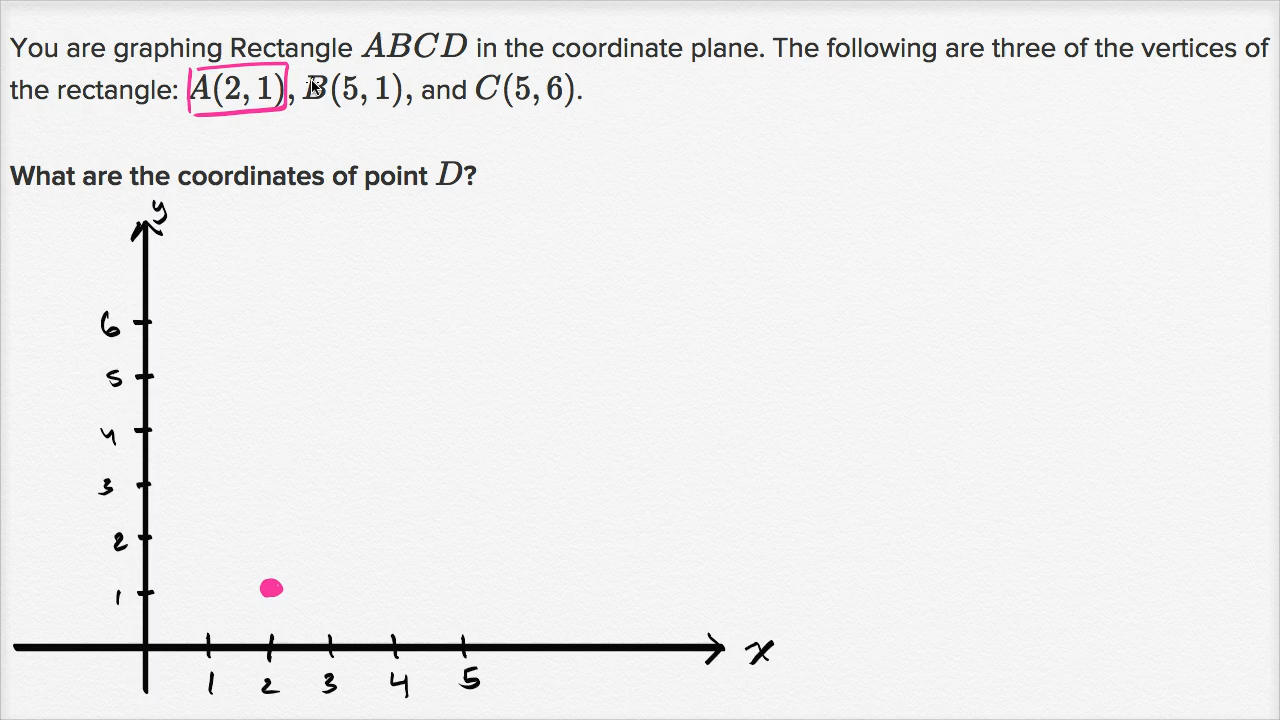 You are graphing Rectangle ABCD in the coordinate plane. The following are three of the vertices of
the rectangle: A(2, 1), B(5, 1), and C(5, 6).
What are the coordinates of point D?
y
6
5
4
3
2
1
x
1 2 3 4 5